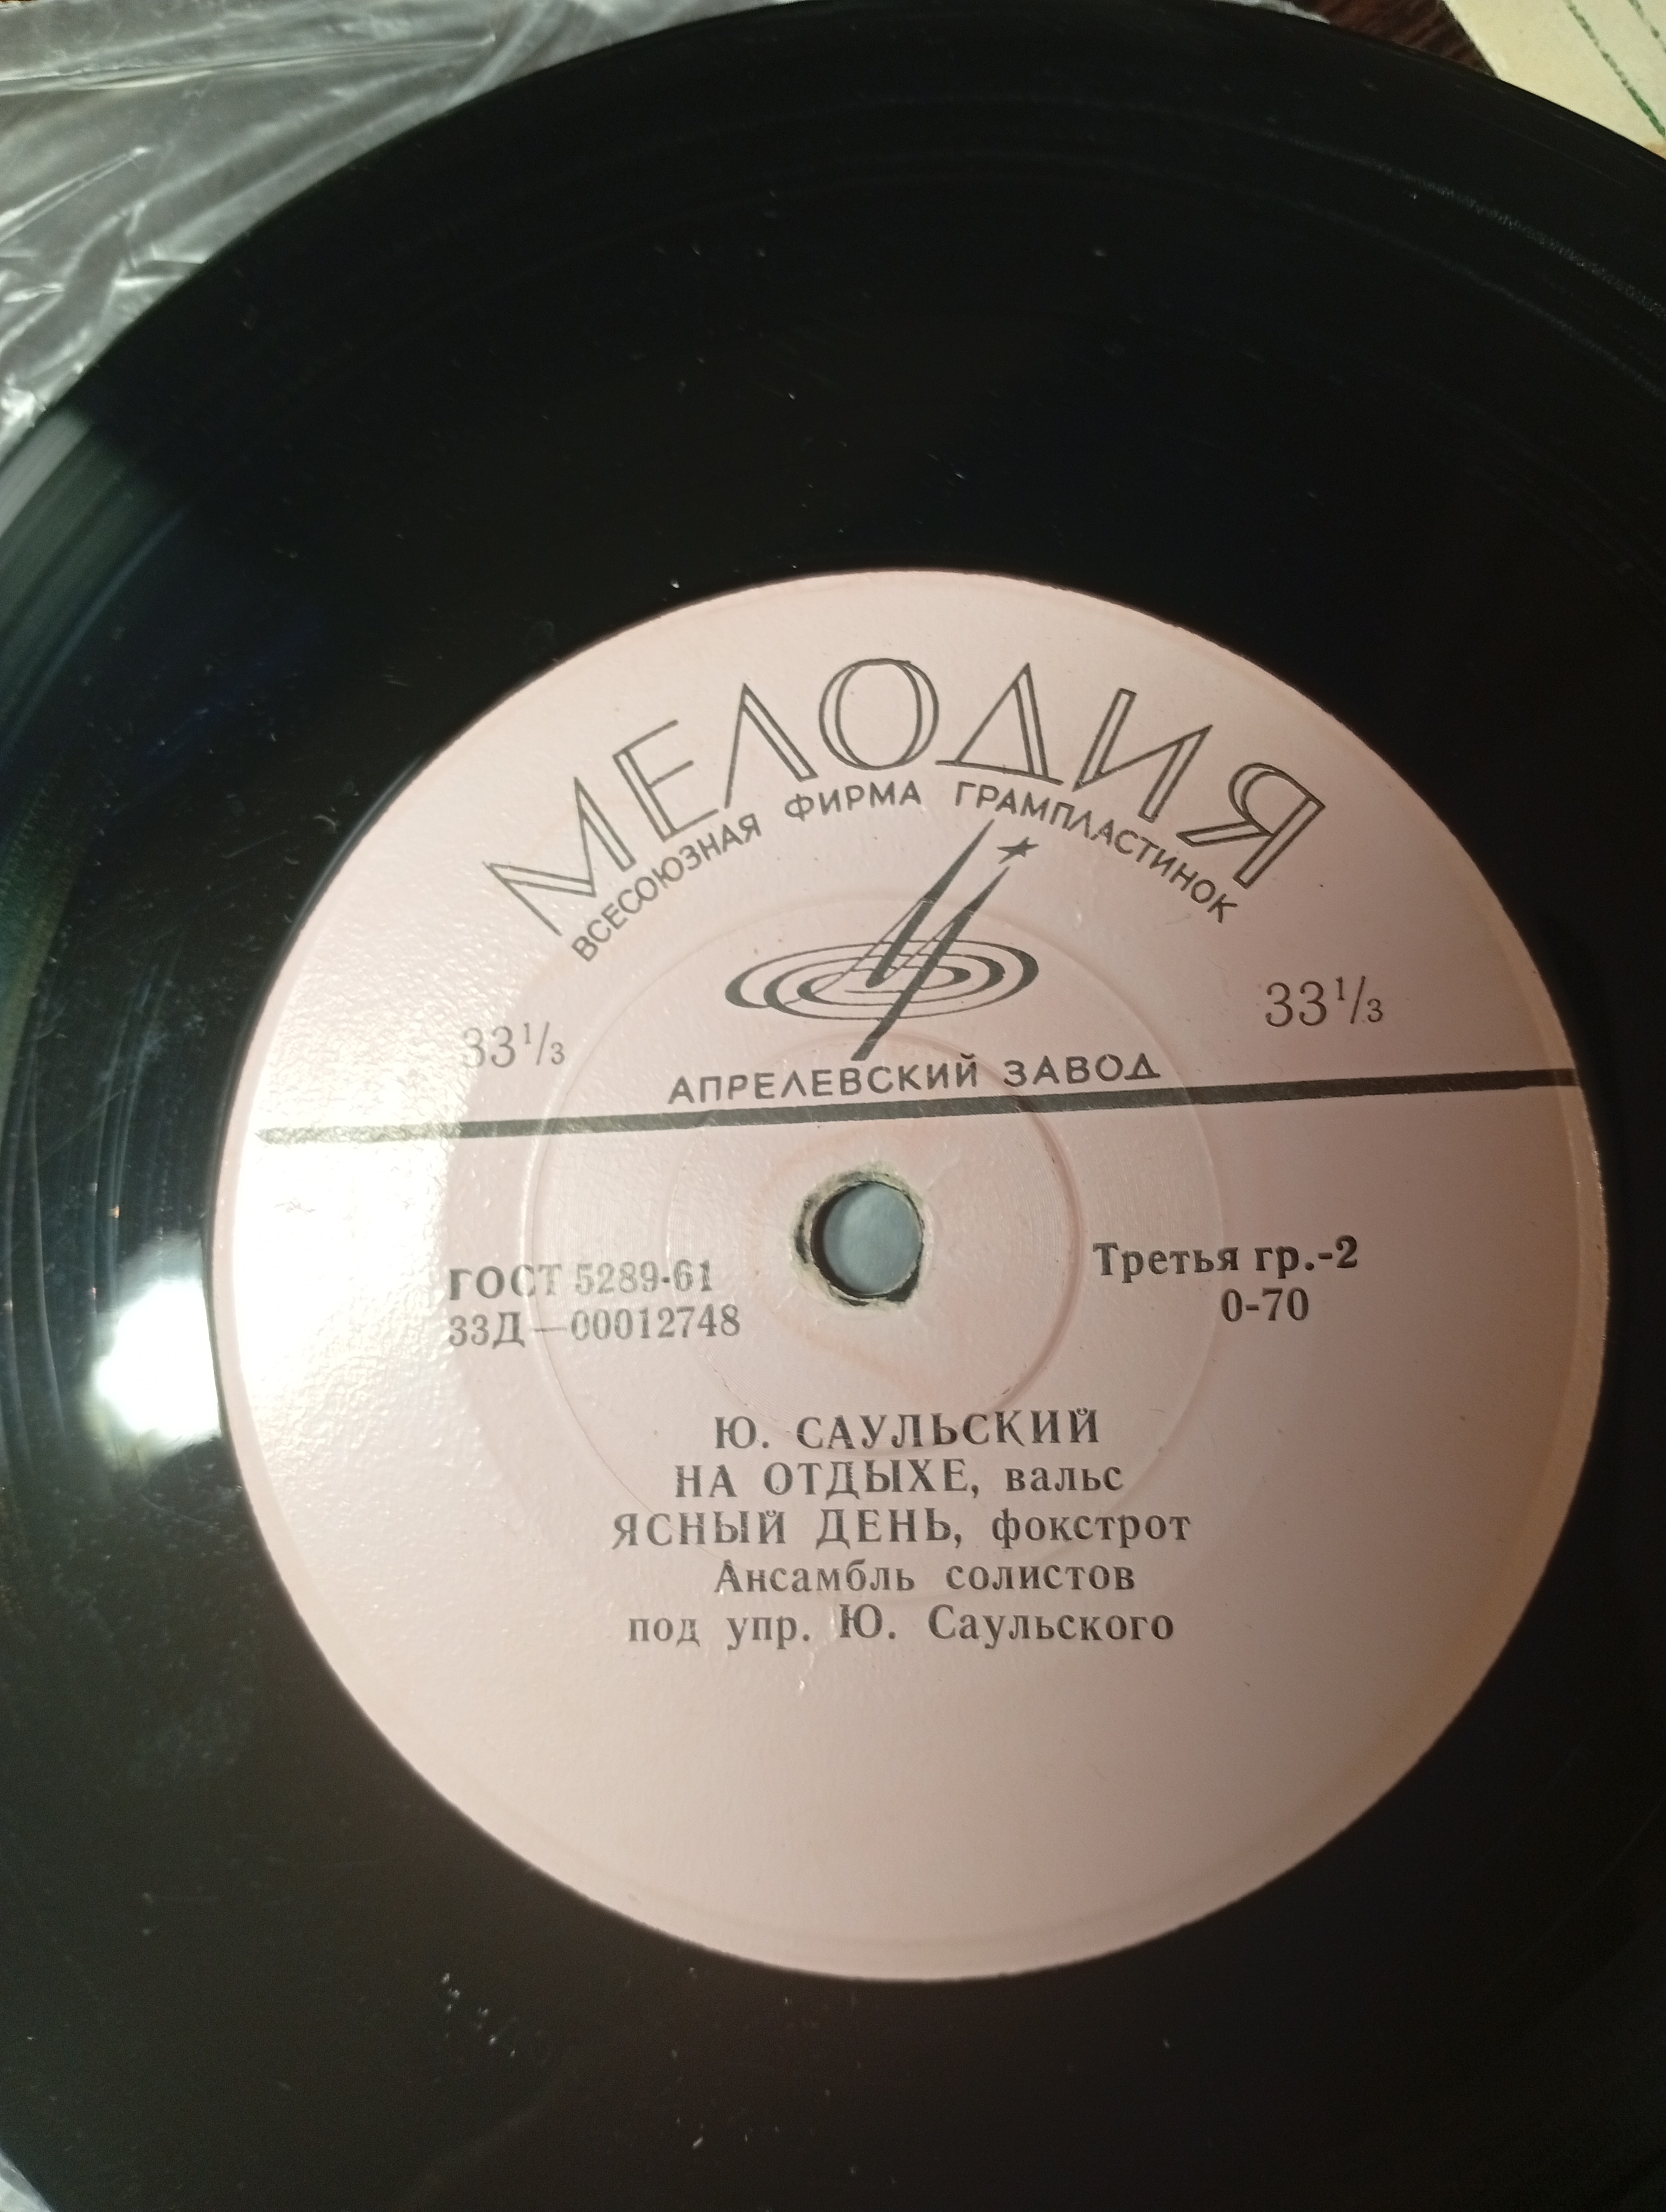 МЕЛОДИЯ
ВСЕСОЮЗНАЯ ФИРМА ГРАМПЛАСТИНОК
33⅓ 33⅓
АПРЕЛЕВСКИЙ ЗАВОД
ГОСТ 5289-61 Третья гр.-2
33Д—00012748 0-70
Ю. САУЛЬСКИЙ
НА ОТДЫХЕ, вальс
ЯСНЫЙ ДЕНЬ, фокстрот
Ансамбль солистов
под упр. Ю. Саульского